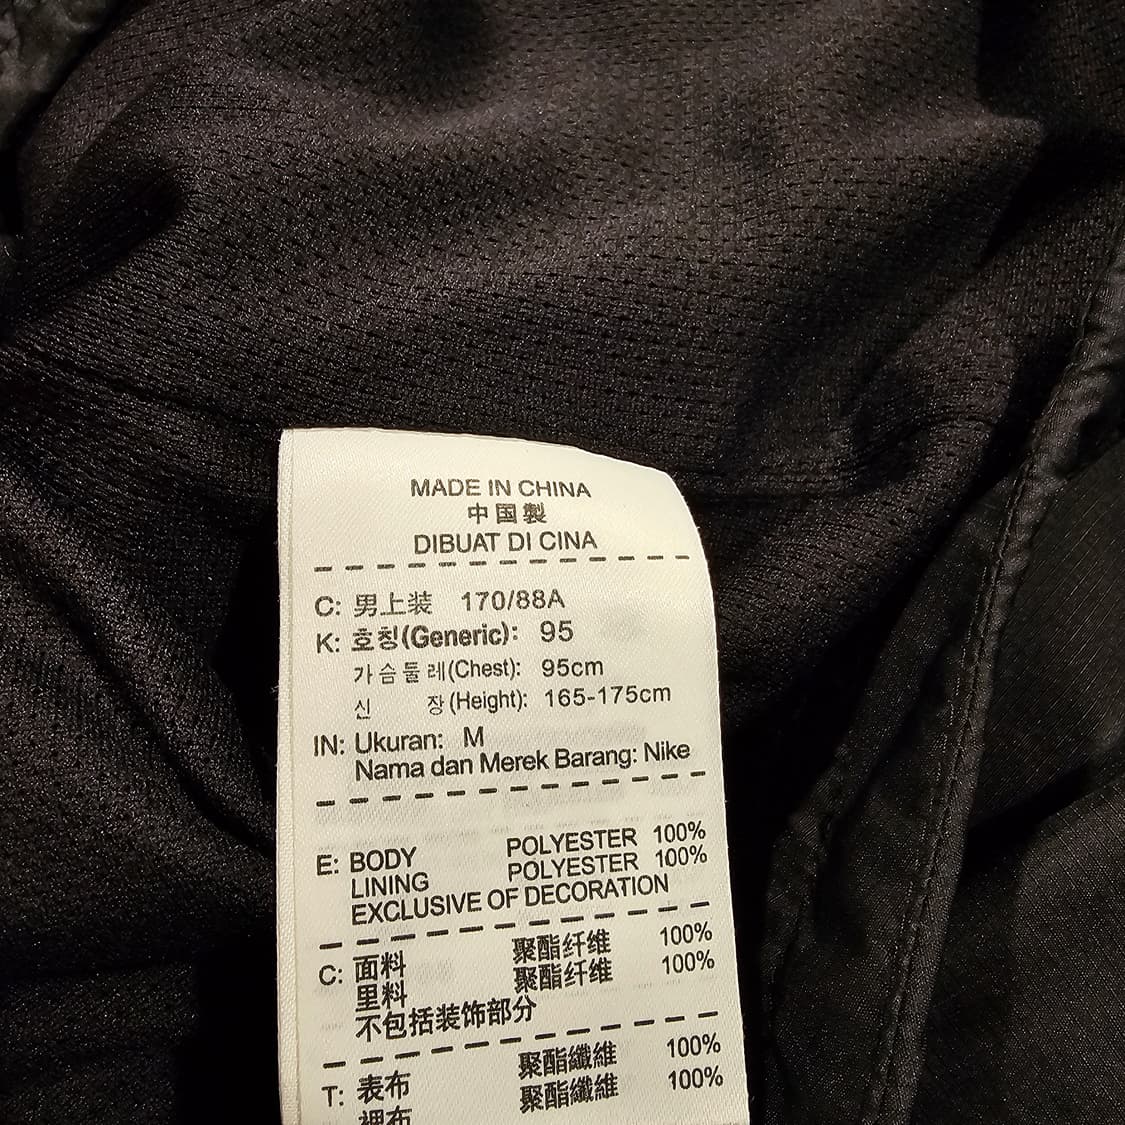 MADE IN CHINA
中国製
DIBUAT DI CINA
C: 男上装 170/88A
K: 호칭(Generic): 95
가슴둘레(Chest): 95cm
신 장(Height): 165-175cm
IN: Ukuran: M
Nama dan Merek Barang: Nike
E: BODY POLYESTER 100%
LINING POLYESTER 100%
EXCLUSIVE OF DECORATION
C: 面料 聚酯纤维 100%
里料 聚酯纤维 100%
不包括装饰部分
T: 表布 聚酯纖維 100%
裡布 聚酯纖維 100%